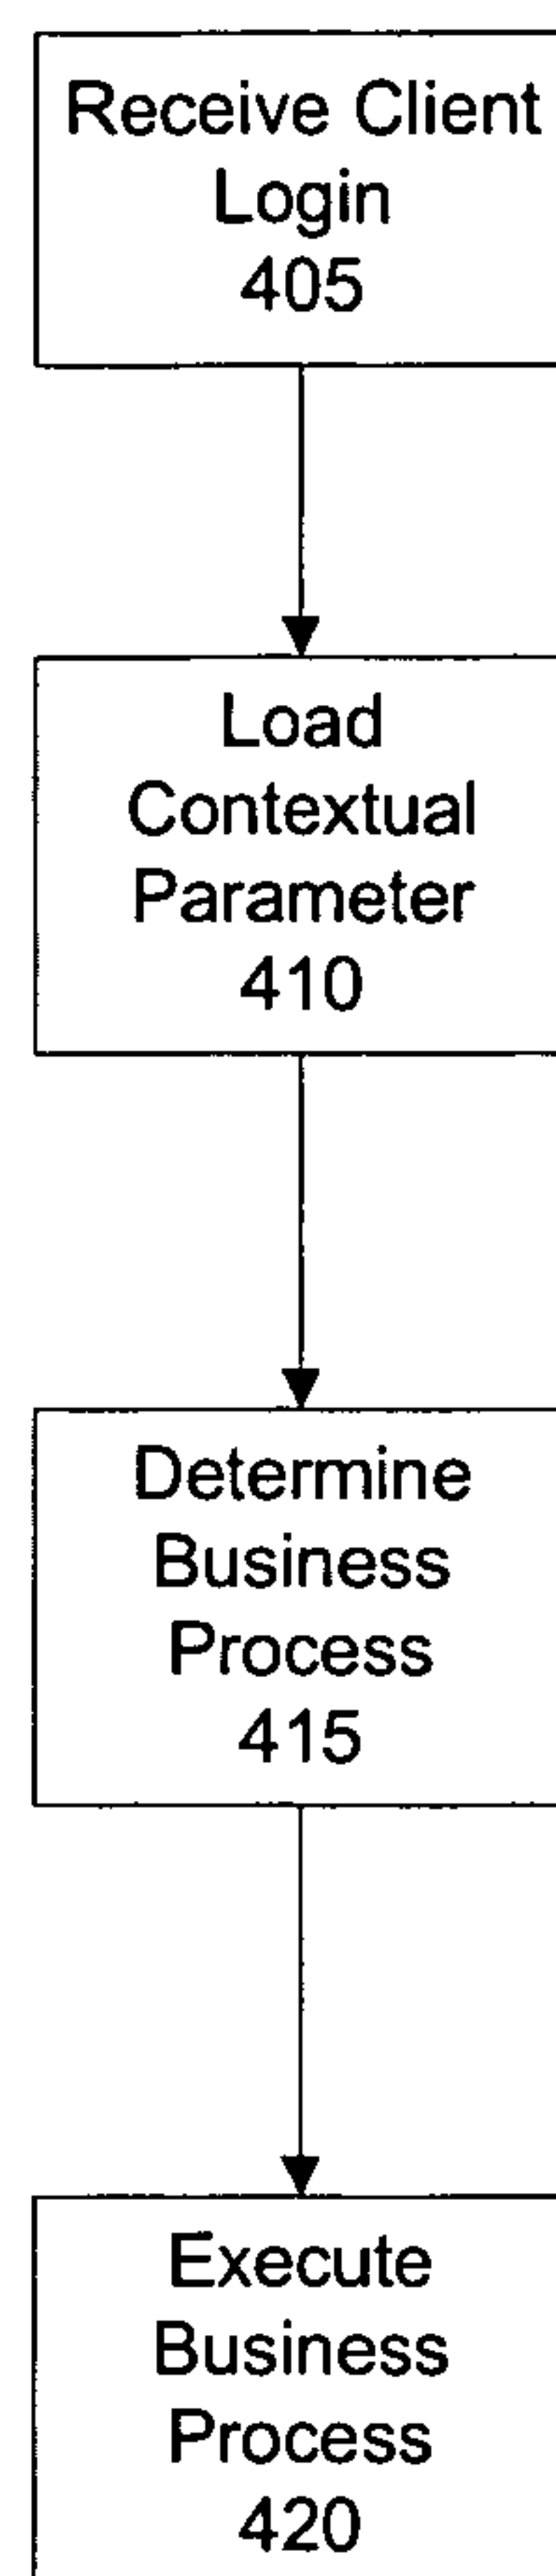 Receive Client
Login
405
Load
Contextual
Parameter
410
Determine
Business
Process
415
Execute
Business
Process
420